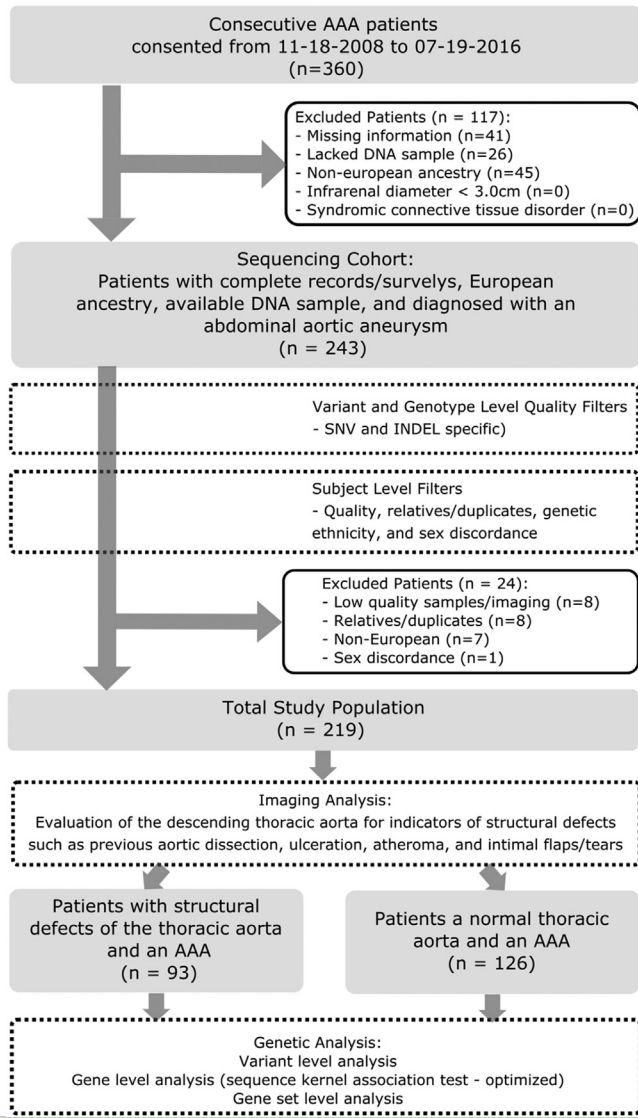 Consecutive AAA patients
consented from 11-18-2008 to 07-19-2016
(n=360)
Excluded Patients (n = 117):
- Missing information (n=41)
- Lacked DNA sample (n=26)
- Non-european ancestry (n=45)
- Infrarenal diameter < 3.0cm (n=0)
- Syndromic connective tissue disorder (n=0)
Sequencing Cohort:
Patients with complete records/survelys, European
ancestry, available DNA sample, and diagnosed with an
abdominal aortic aneurysm
(n = 243)
Variant and Genotype Level Quality Filters
- SNV and INDEL specific)
Subject Level Filters
- Quality, relatives/duplicates, genetic
ethnicity, and sex discordance
Excluded Patients (n = 24):
- Low quality samples/imaging (n=8)
- Relatives/duplicates (n=8)
- Non-European (n=7)
- Sex discordance (n=1)
Total Study Population
(n = 219)
Imaging Analysis:
Evaluation of the descending thoracic aorta for indicators of structural defects
such as previous aortic dissection, ulceration, atheroma, and intimal flaps/tears
Patients with structural
defects of the thoracic aorta
and an AAA
(n = 93)
Patients a normal thoracic
aorta and an AAA
(n = 126)
Genetic Analysis:
Variant level analysis
Gene level analysis (sequence kernel association test - optimized)
Gene set level analysis